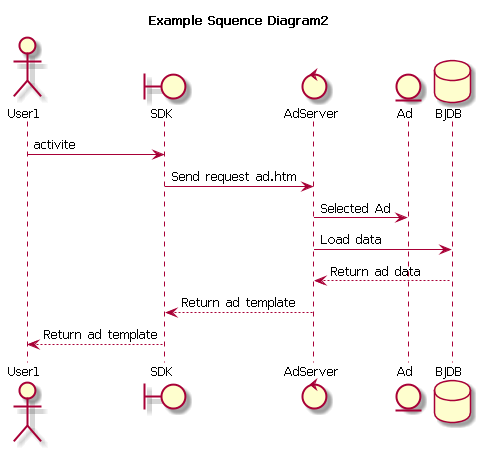 Example Squence Diagram2
User1 SDK AdServer Ad BJDB
activite
Send request ad.htm
Selected Ad
Load data
Return ad data
Return ad template
Return ad template
User1 SDK AdServer Ad BJDB